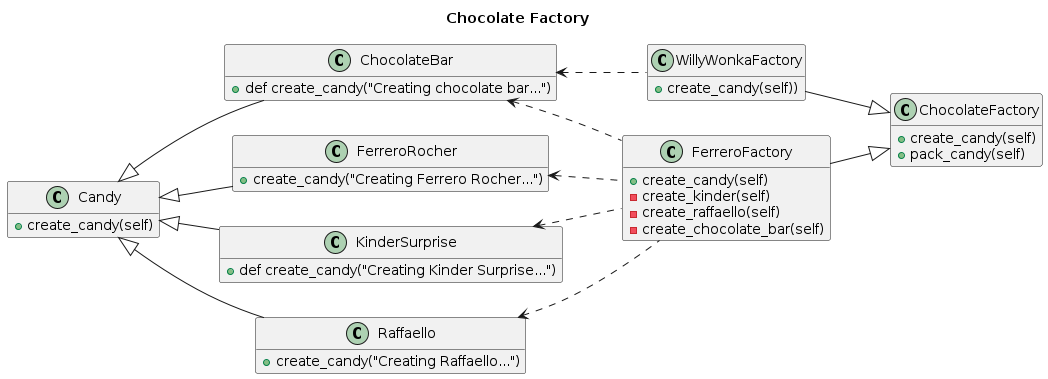 Chocolate Factory
C ChocolateBar
def create_candy("Creating chocolate bar...")
C WillyWonkaFactory
create_candy(self))
C ChocolateFactory
create_candy(self)
pack_candy(self)
C FerreroRocher
create_candy("Creating Ferrero Rocher...")
C FerreroFactory
create_candy(self)
create_kinder(self)
create_raffaello(self)
create_chocolate_bar(self)
C Candy
create_candy(self)
C KinderSurprise
def create_candy("Creating Kinder Surprise...")
C Raffaello
create_candy("Creating Raffaello...")